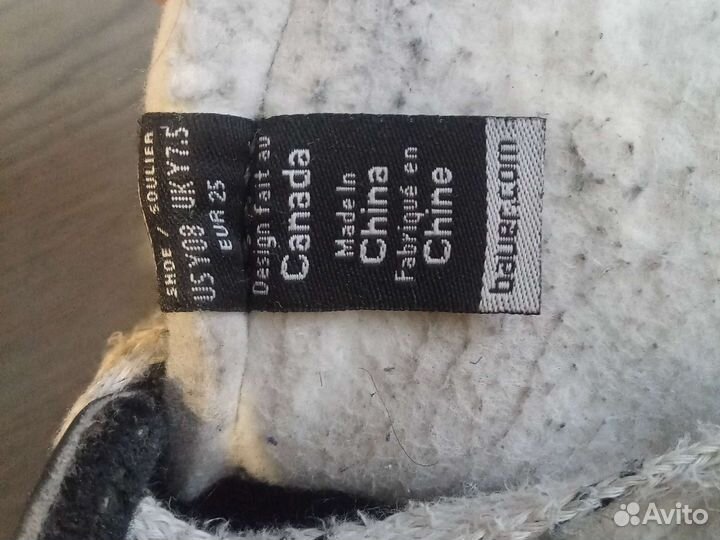 SHOE / SOULIER
US Y08 UK Y7.5
EUR 25
Design fait au
Canada
Made In
China
Fabriqué en
Chine
bauer.com
Avito